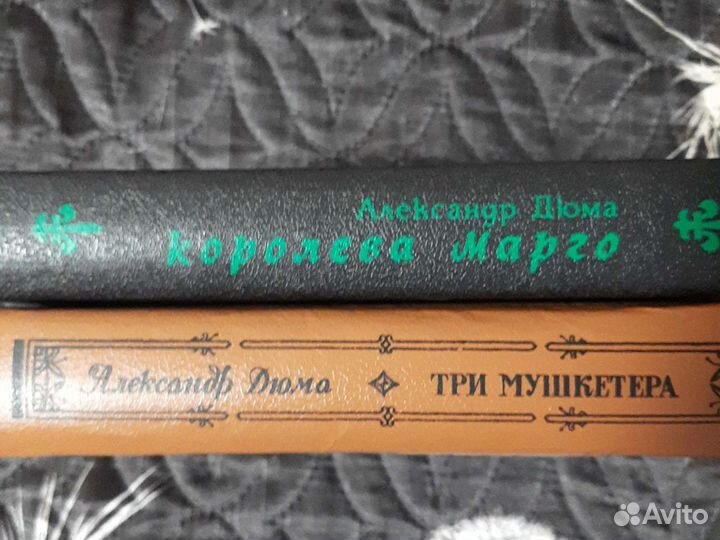 Александр Дюма
королева Марго
Александр Дюма ТРИ МУШКЕТЕРА
Avito